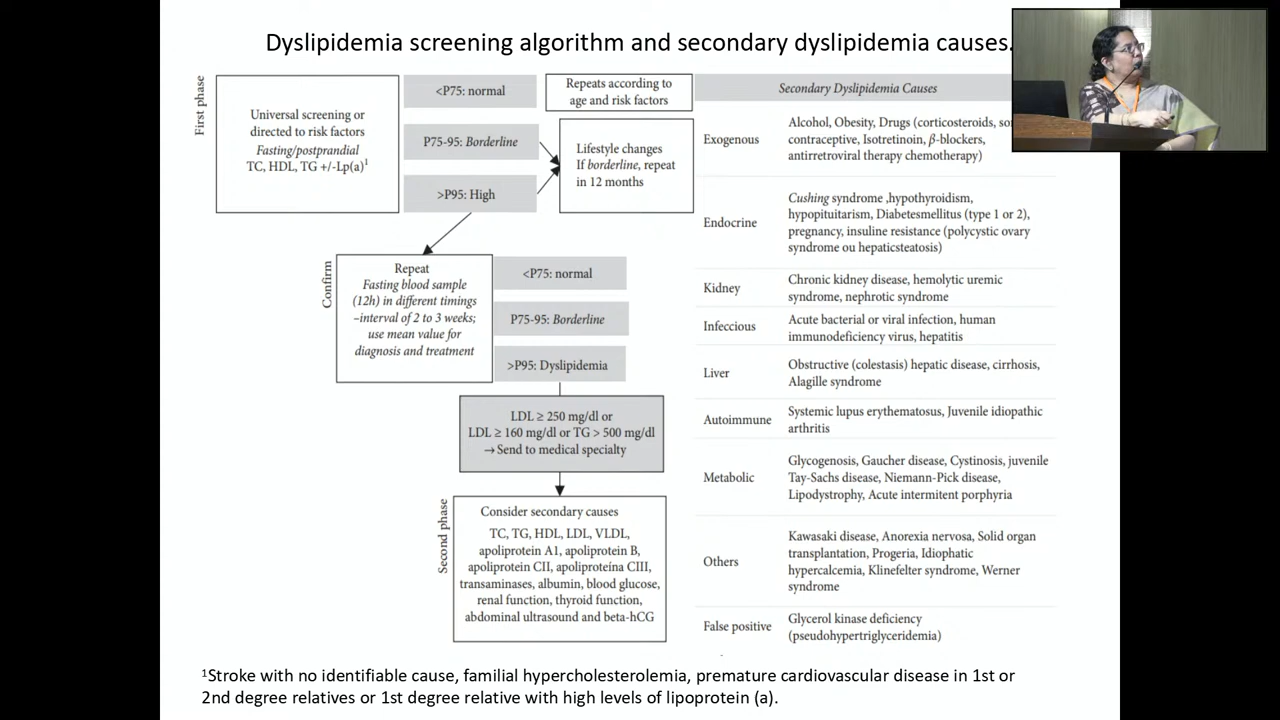 Dyslipidemia screening algorithm and secondary dyslipidemia causes.
First phase
Universal screening or
directed to risk factors
Fasting/postprandial
TC, HDL, TG +/-Lp(a)1
<P75: normal
P75-95: Borderline
>P95: High
Repeats according to
age and risk factors
Lifestyle changes
If borderline, repeat
in 12 months
Confirm
Repeat
Fasting blood sample
(12h) in different timings
–interval of 2 to 3 weeks;
use mean value for
diagnosis and treatment
<P75: normal
P75-95: Borderline
>P95: Dyslipidemia
LDL ≥ 250 mg/dl or
LDL ≥ 160 mg/dl or TG > 500 mg/dl
→ Send to medical specialty
Second phase
Consider secondary causes
TC, TG, HDL, LDL, VLDL,
apoliprotein A1, apoliprotein B,
apoliprotein CII, apoliproteína CIII,
transaminases, albumin, blood glucose,
renal function, thyroid function,
abdominal ultrasound and beta-hCG
Secondary Dyslipidemia Causes
Exogenous
Alcohol, Obesity, Drugs (corticosteroids,
contraceptive, Isotretinoin, β-blockers,
antirretroviral therapy chemotherapy)
Endocrine
Cushing syndrome ,hypothyroidism,
hypopituitarism, Diabetesmellitus (type 1 or 2),
pregnancy, insuline resistance (polycystic ovary
syndrome ou hepaticsteatosis)
Kidney
Chronic kidney disease, hemolytic uremic
syndrome, nephrotic syndrome
Infeccious
Acute bacterial or viral infection, human
immunodeficiency virus, hepatitis
Liver
Obstructive (colestasis) hepatic disease, cirrhosis,
Alagille syndrome
Autoimmune
Systemic lupus erythematosus, Juvenile idiopathic
arthritis
Metabolic
Glycogenosis, Gaucher disease, Cystinosis, juvenile
Tay-Sachs disease, Niemann-Pick disease,
Lipodystrophy, Acute intermitent porphyria
Others
Kawasaki disease, Anorexia nervosa, Solid organ
transplantation, Progeria, Idiophatic
hypercalcemia, Klinefelter syndrome, Werner
syndrome
False positive
Glycerol kinase deficiency
(pseudohypertriglyceridemia)
1Stroke with no identifiable cause, familial hypercholesterolemia, premature cardiovascular disease in 1st or
2nd degree relatives or 1st degree relative with high levels of lipoprotein (a).